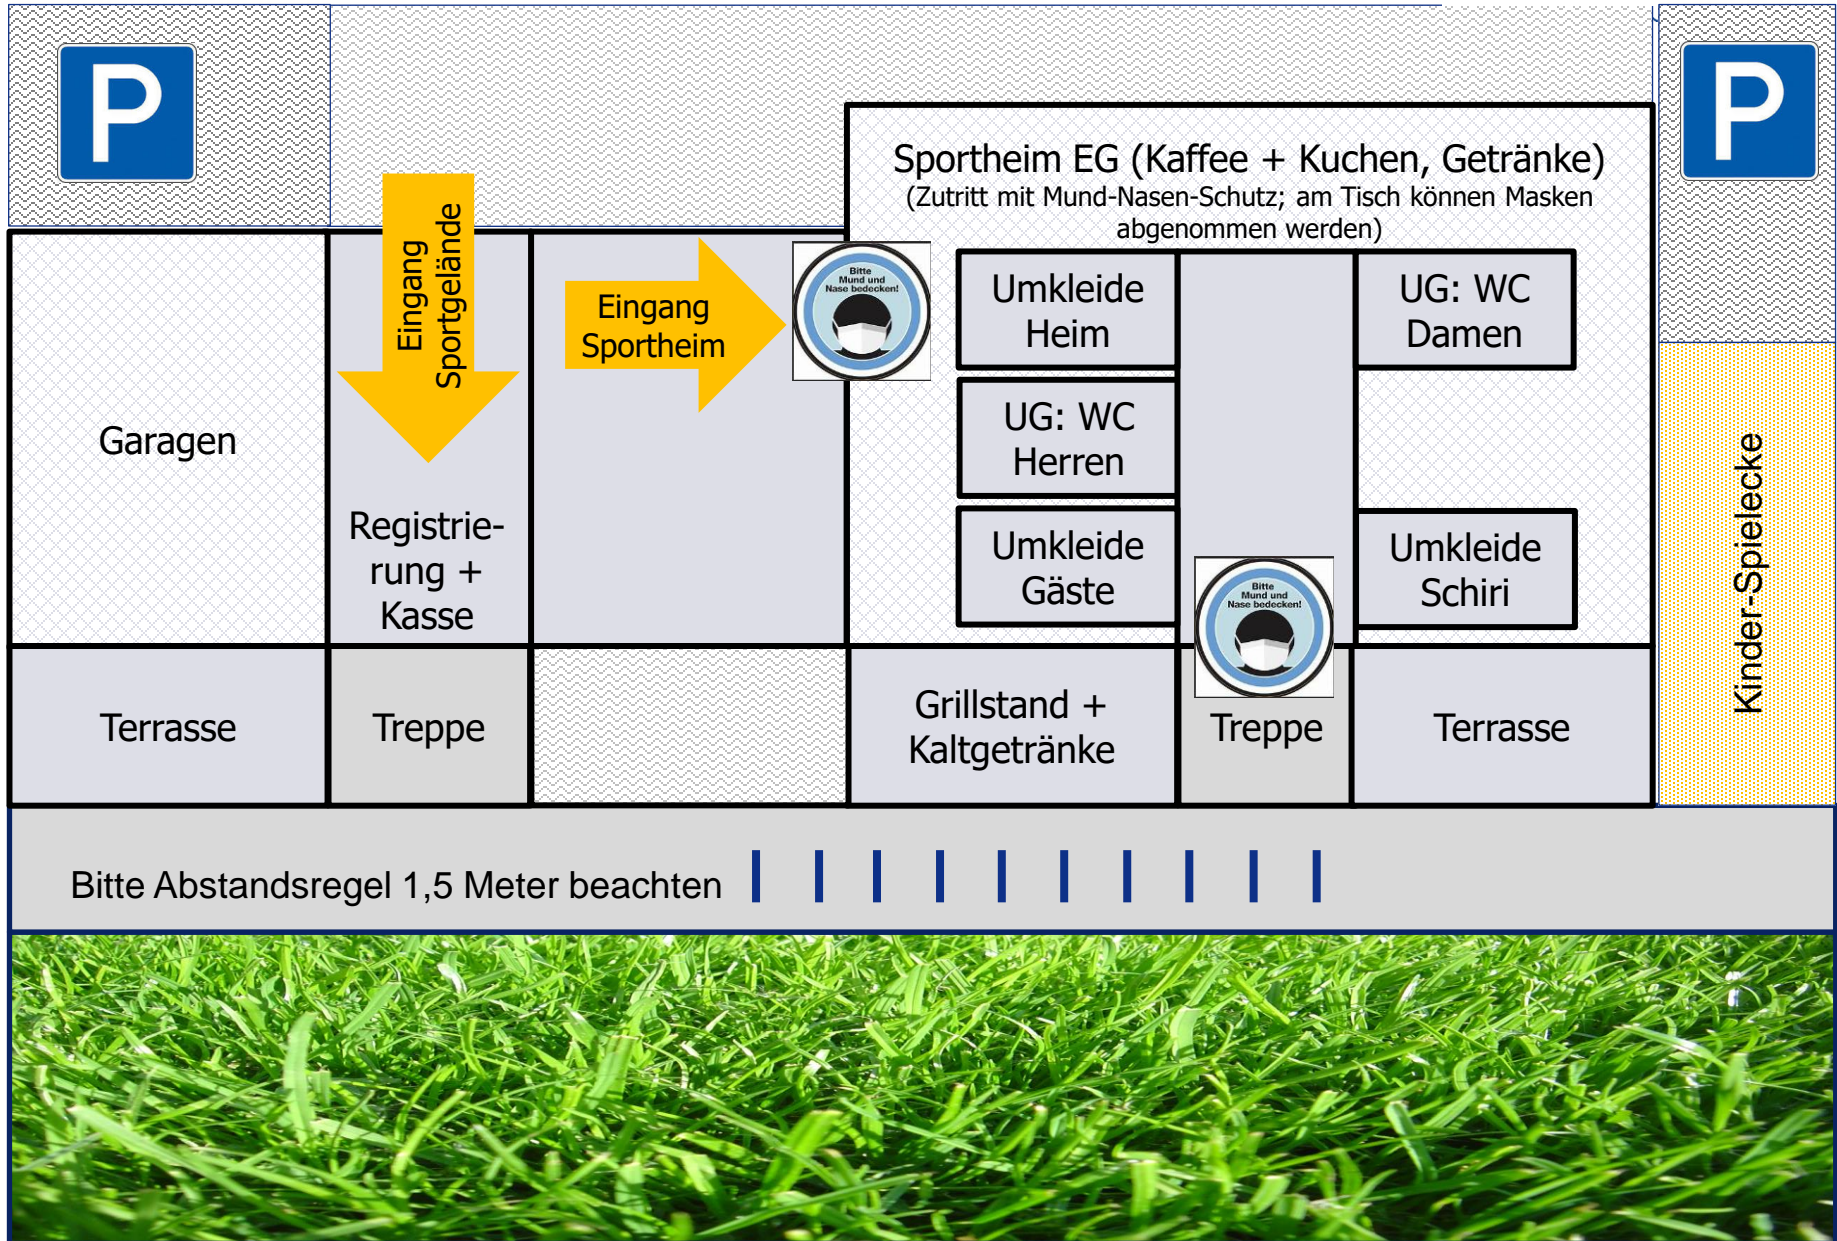 P
P
Sportheim EG (Kaffee + Kuchen, Getränke)
(Zutritt mit Mund-Nasen-Schutz; am Tisch können Masken
abgenommen werden)
Eingang
Sportgelände
Eingang
Sportheim
Bitte
Mund und
Nase bedecken!
Umkleide
Heim
UG: WC
Damen
Garagen
UG: WC
Herren
Registrie-
rung +
Kasse
Umkleide
Gäste
Bitte
Mund und
Nase bedecken!
Umkleide
Schiri
Kinder-Spielecke
Terrasse
Treppe
Grillstand +
Kaltgetränke
Treppe
Terrasse
Bitte Abstandsregel 1,5 Meter beachten